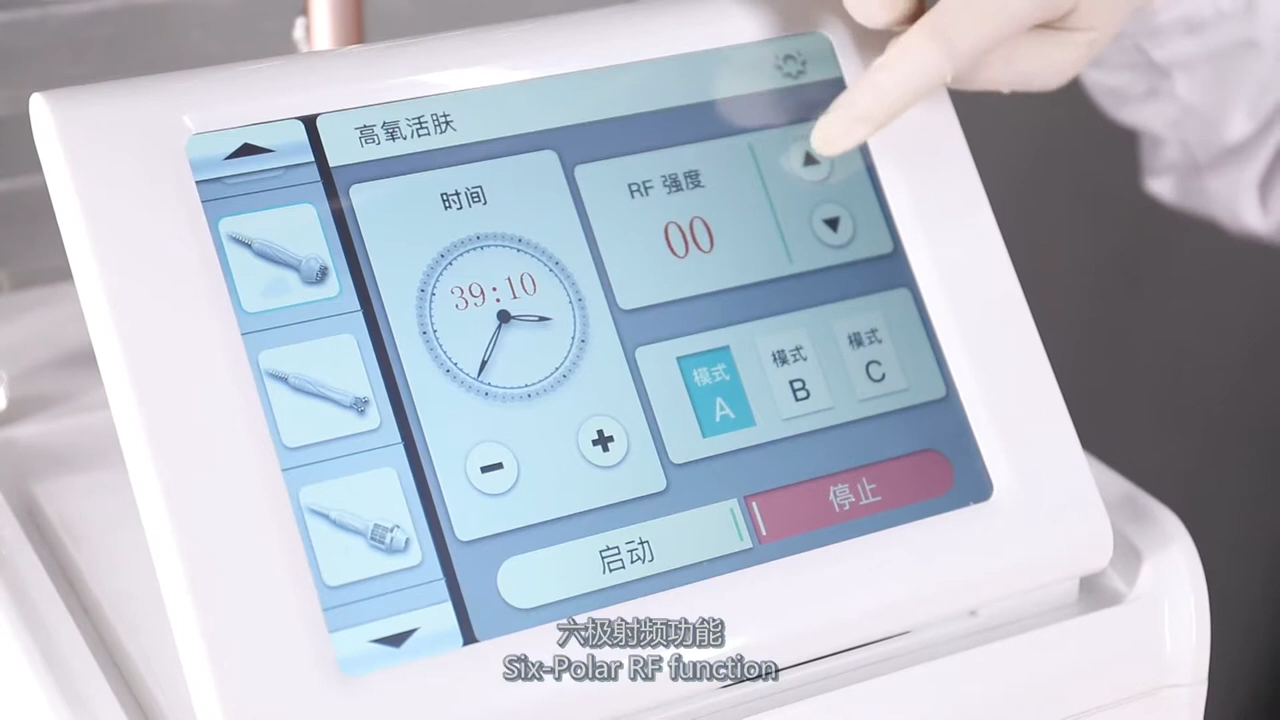 高氧活肤
时间
39:10
RF 强度
00
模式
A
模式
B
模式
C
启动
停止
六极射频功能
Six-Polar RF function